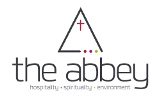 the abbey
hospitality • spirituality • environment